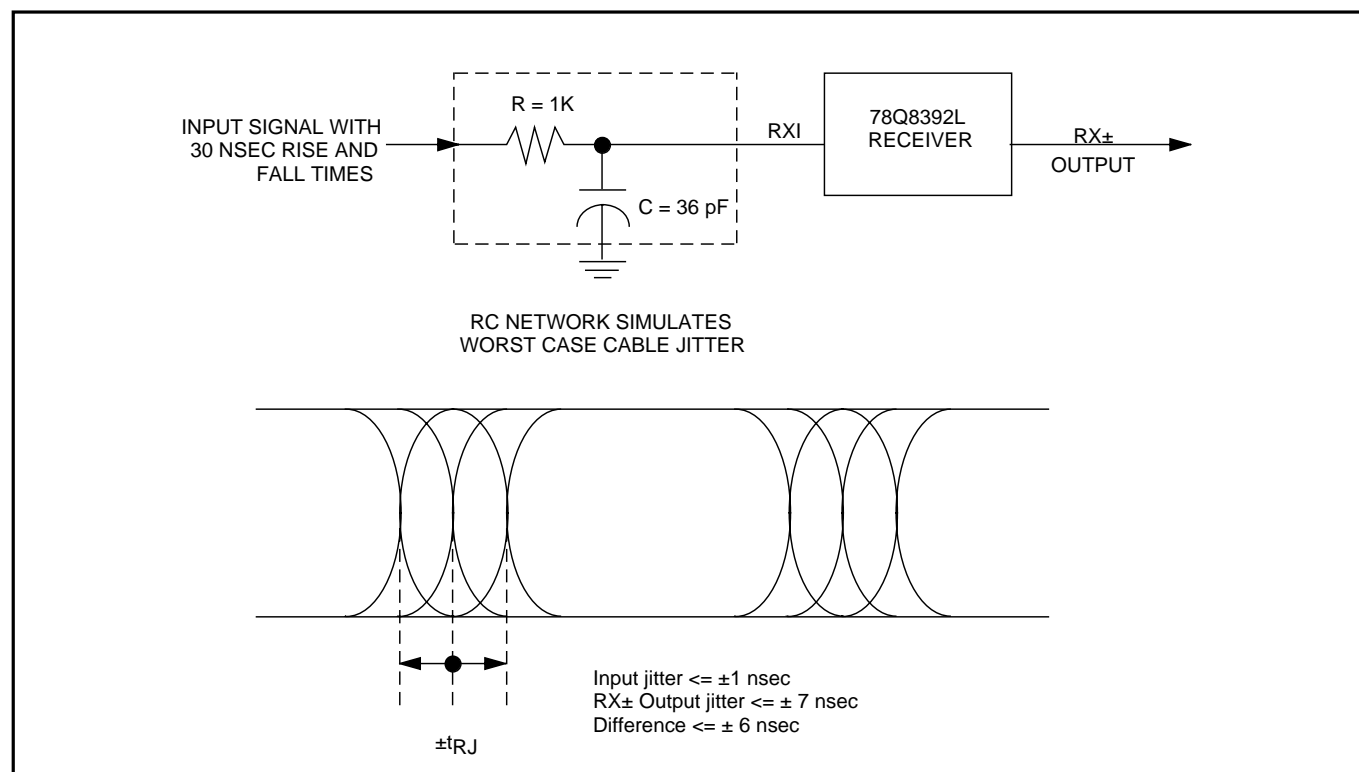 INPUT SIGNAL WITH
30 NSEC RISE AND
FALL TIMES
R = 1K
C = 36 pF
RXI
78Q8392L
RECEIVER
RX±
OUTPUT
RC NETWORK SIMULATES
WORST CASE CABLE JITTER
±tRJ
Input jitter <= ±1 nsec
RX± Output jitter <= ± 7 nsec
Difference <= ± 6 nsec